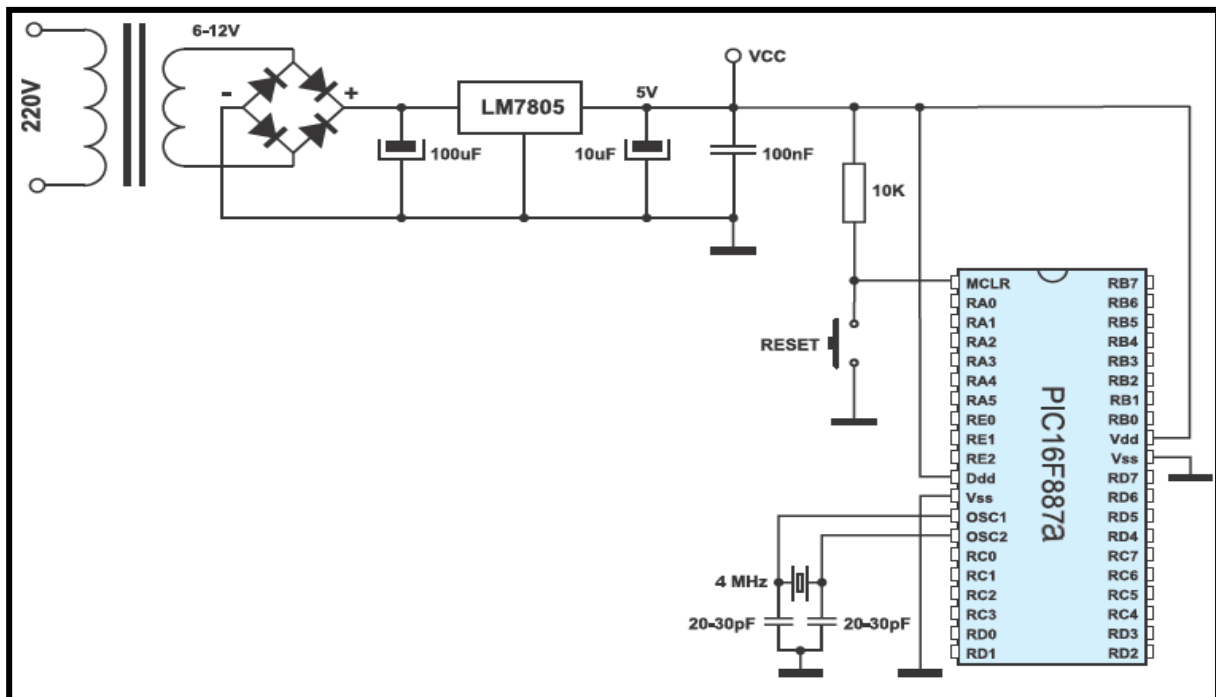 220V
6-12V
-
+
LM7805
100uF
5V
10uF
VCC
100nF
10K
RESET
4 MHz
20-30pF
20-30pF
PIC16F887a
MCLR
RA0
RA1
RA2
RA3
RA4
RA5
RE0
RE1
RE2
Ddd
Vss
OSC1
OSC2
RC0
RC1
RC2
RC3
RD0
RD1
RB7
RB6
RB5
RB4
RB3
RB2
RB1
RB0
Vdd
Vss
RD7
RD6
RD5
RD4
RC7
RC6
RC5
RC4
RD3
RD2